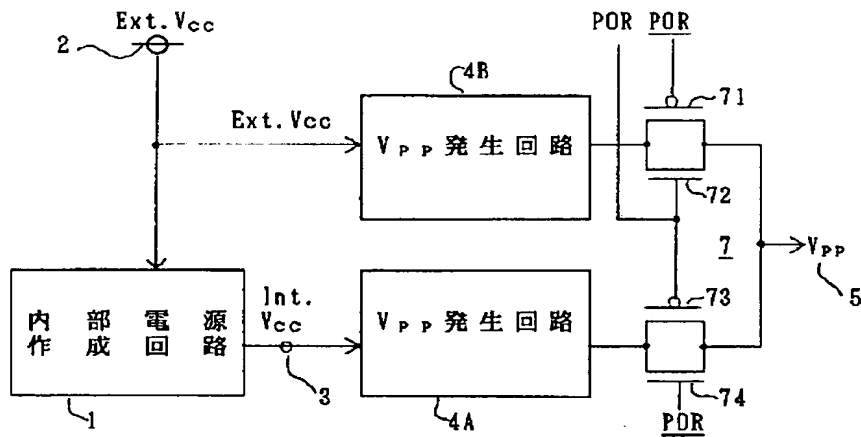 Ext.Vcc
2
POR POR
4B
71
Ext.Vcc
VPP発生回路
72
7
VPP
5
内部電源
作成回路
Int.
Vcc
VPP発生回路
73
1
3
4A
74
POR